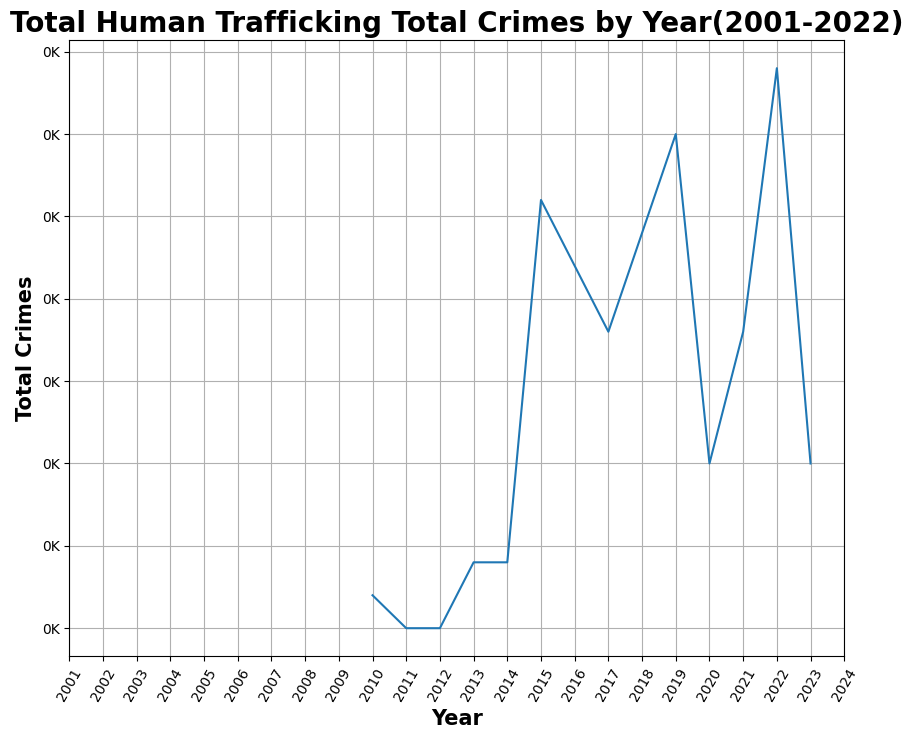 Total Human Trafficking Total Crimes by Year(2001-2022)
0K
0K
0K
0K
0K
0K
0K
0K
Total Crimes
2001
2002
2003
2004
2005
2006
2007
2008
2009
2010
2011
2012
2013
2014
2015
2016
2017
2018
2019
2020
2021
2022
2023
2024
Year